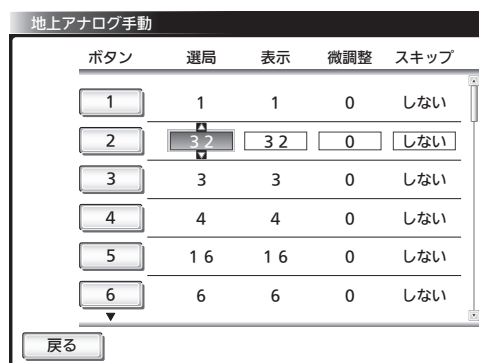 地上アナログ手動
ボタン 選局 表示 微調整 スキップ
1 1 1 0 しない
2 32 32 0 しない
3 3 3 0 しない
4 4 4 0 しない
5 16 16 0 しない
6 6 6 0 しない
戻る